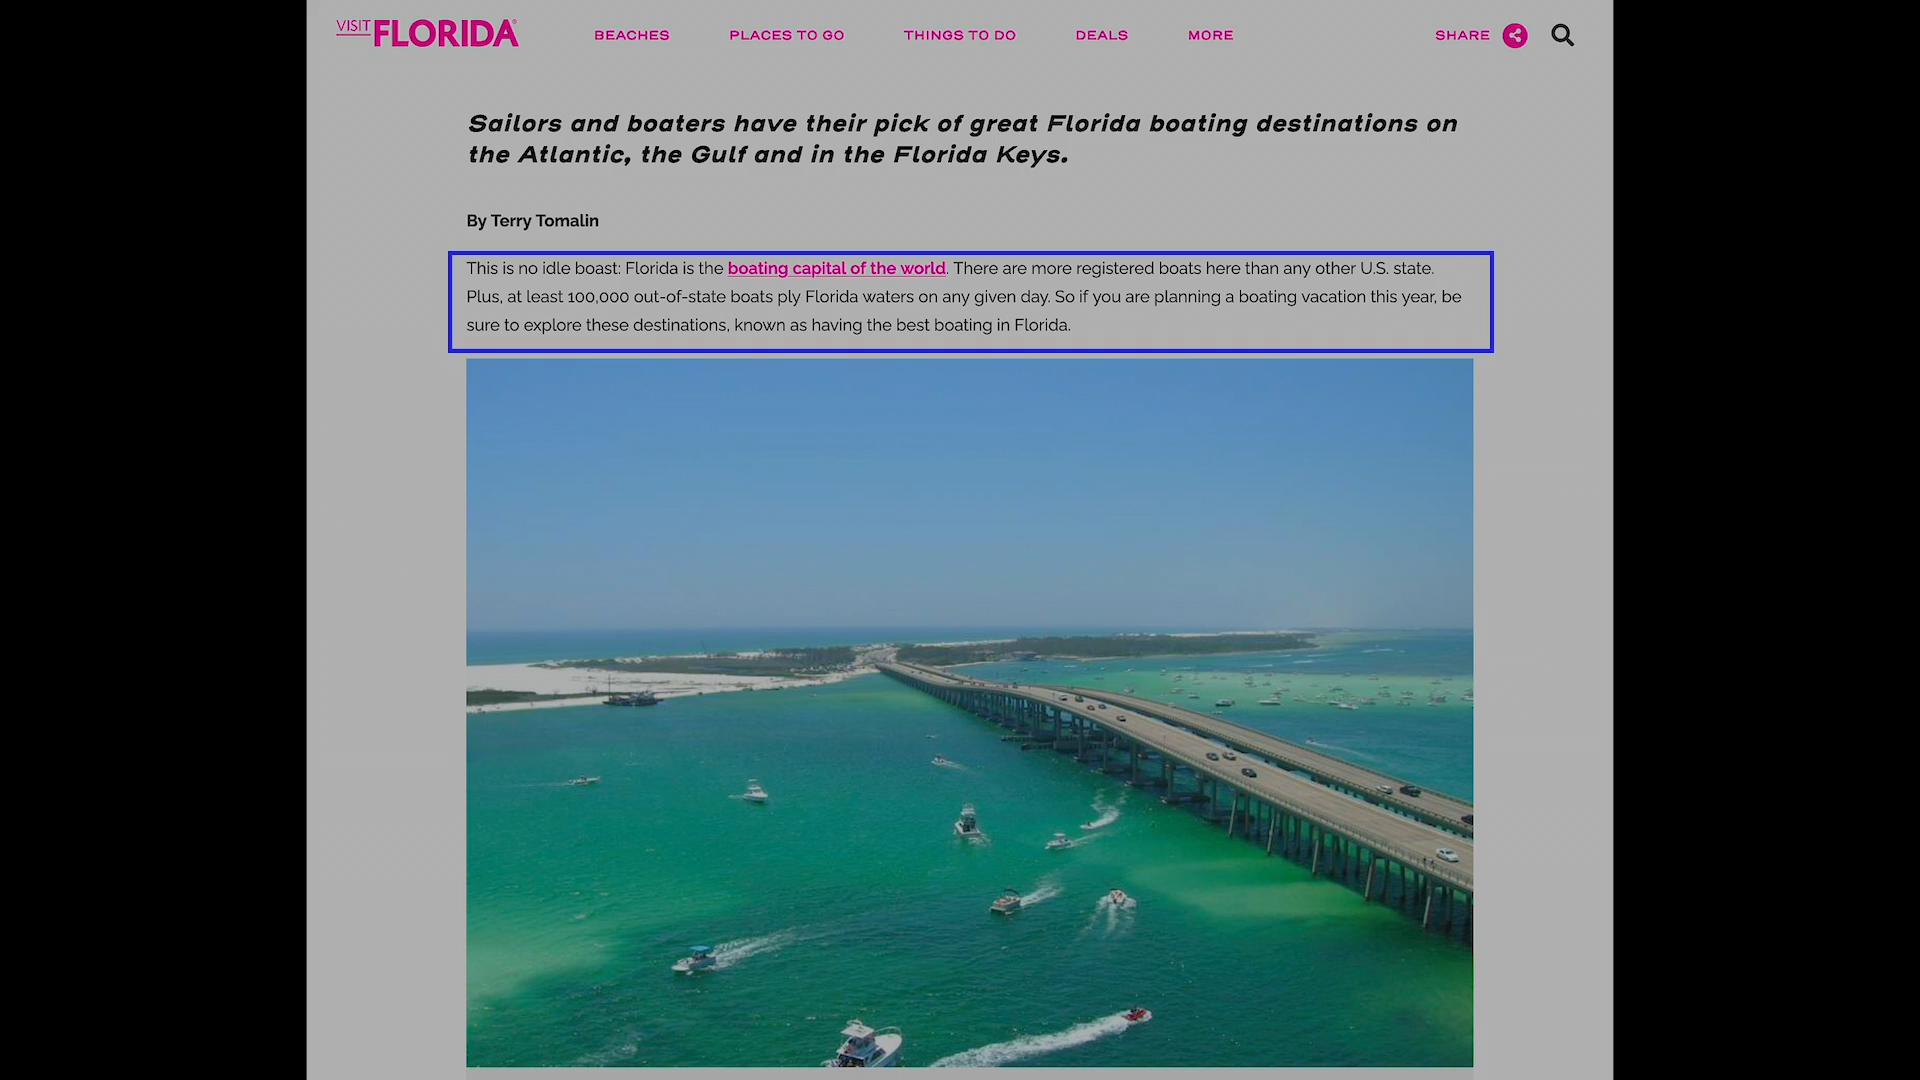 VISIT FLORIDA
BEACHES PLACES TO GO THINGS TO DO DEALS MORE SHARE
Sailors and boaters have their pick of great Florida boating destinations on
the Atlantic, the Gulf and in the Florida Keys.
By Terry Tomalin
This is no idle boast: Florida is the boating capital of the world. There are more registered boats here than any other U.S. state.
Plus, at least 100,000 out-of-state boats ply Florida waters on any given day. So if you are planning a boating vacation this year, be
sure to explore these destinations, known as having the best boating in Florida.